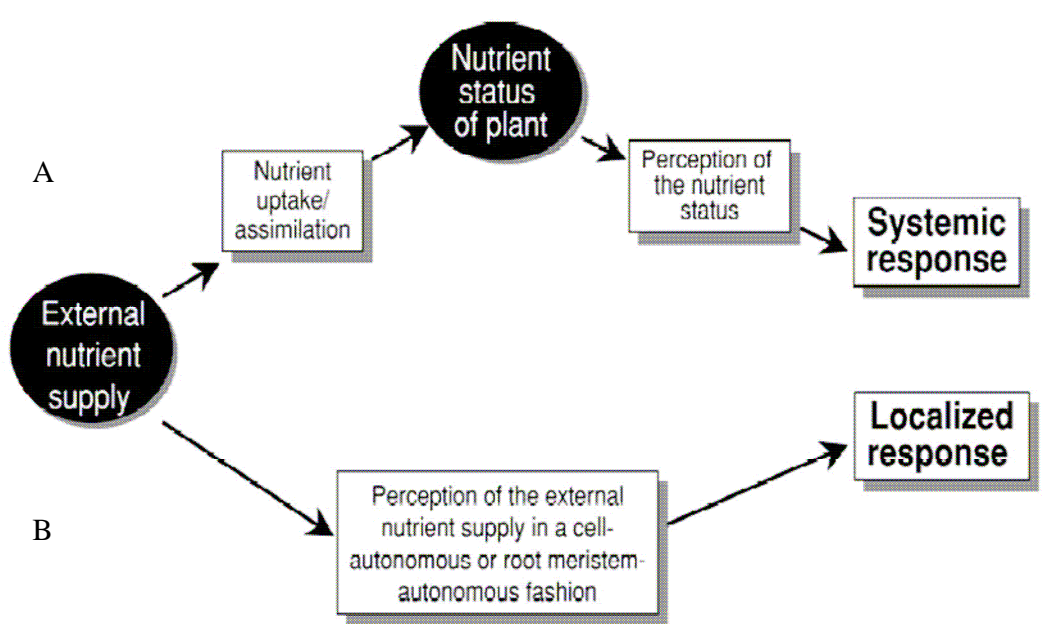 Nutrient
status
of plant
A
Nutrient
uptake/
assimilation
Perception of
the nutrient
status
Systemic
response
External
nutrient
supply
Localized
response
B
Perception of the external
nutrient supply in a cell-
autonomous or root meristem-
autonomous fashion